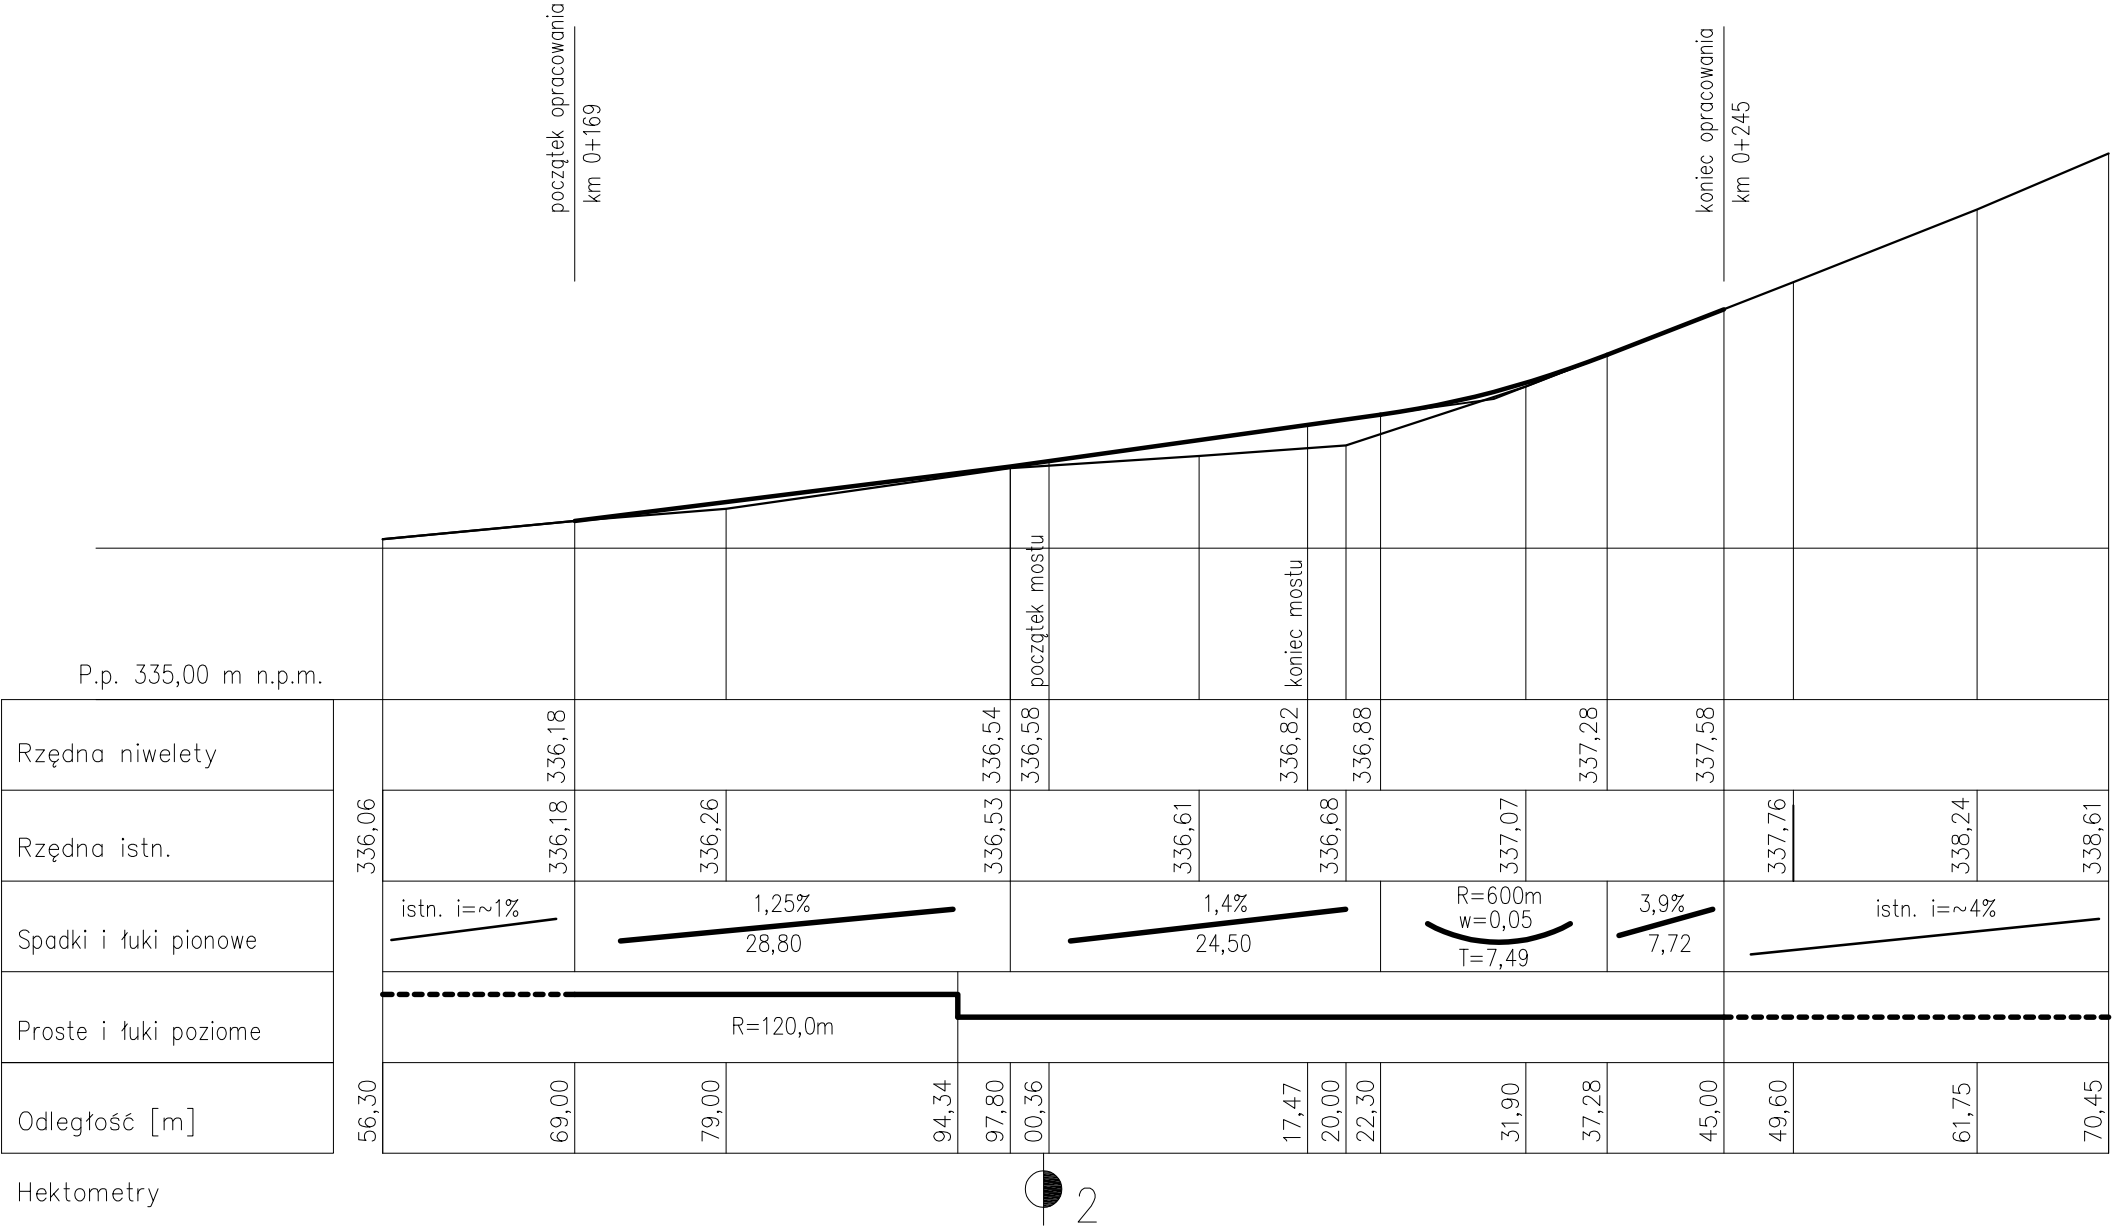 początek opracowania
km 0+169
koniec opracowania
km 0+245
początek mostu
koniec mostu
P.p. 335,00 m n.p.m.
Rzędna niwelety
336,18
336,54
336,58
336,82
336,88
337,28
337,58
Rzędna istn.
336,06
336,18
336,26
336,53
336,61
336,68
337,07
337,76
338,24
338,61
Spadki i łuki pionowe
istn. i=~1%
1,25%
28,80
1,4%
24,50
R=600m
w=0,05
T=7,49
3,9%
7,72
istn. i=~4%
Proste i łuki poziome
R=120,0m
Odległość [m]
56,30
69,00
79,00
94,34
97,80
00,36
17,47
20,00
22,30
31,90
37,28
45,00
49,60
61,75
70,45
Hektometry
2